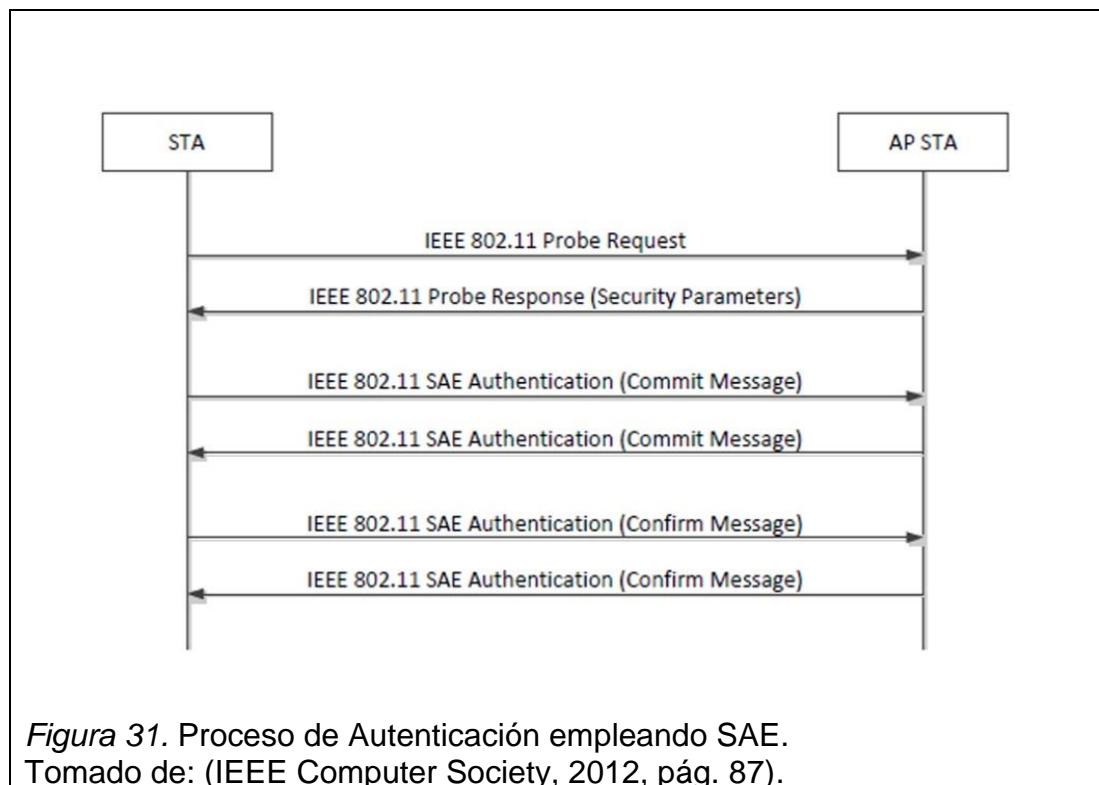 STA
AP STA
IEEE 802.11 Probe Request
IEEE 802.11 Probe Response (Security Parameters)
IEEE 802.11 SAE Authentication (Commit Message)
IEEE 802.11 SAE Authentication (Commit Message)
IEEE 802.11 SAE Authentication (Confirm Message)
IEEE 802.11 SAE Authentication (Confirm Message)
Figura 31. Proceso de Autenticación empleando SAE.
Tomado de: (IEEE Computer Society, 2012, pág. 87).